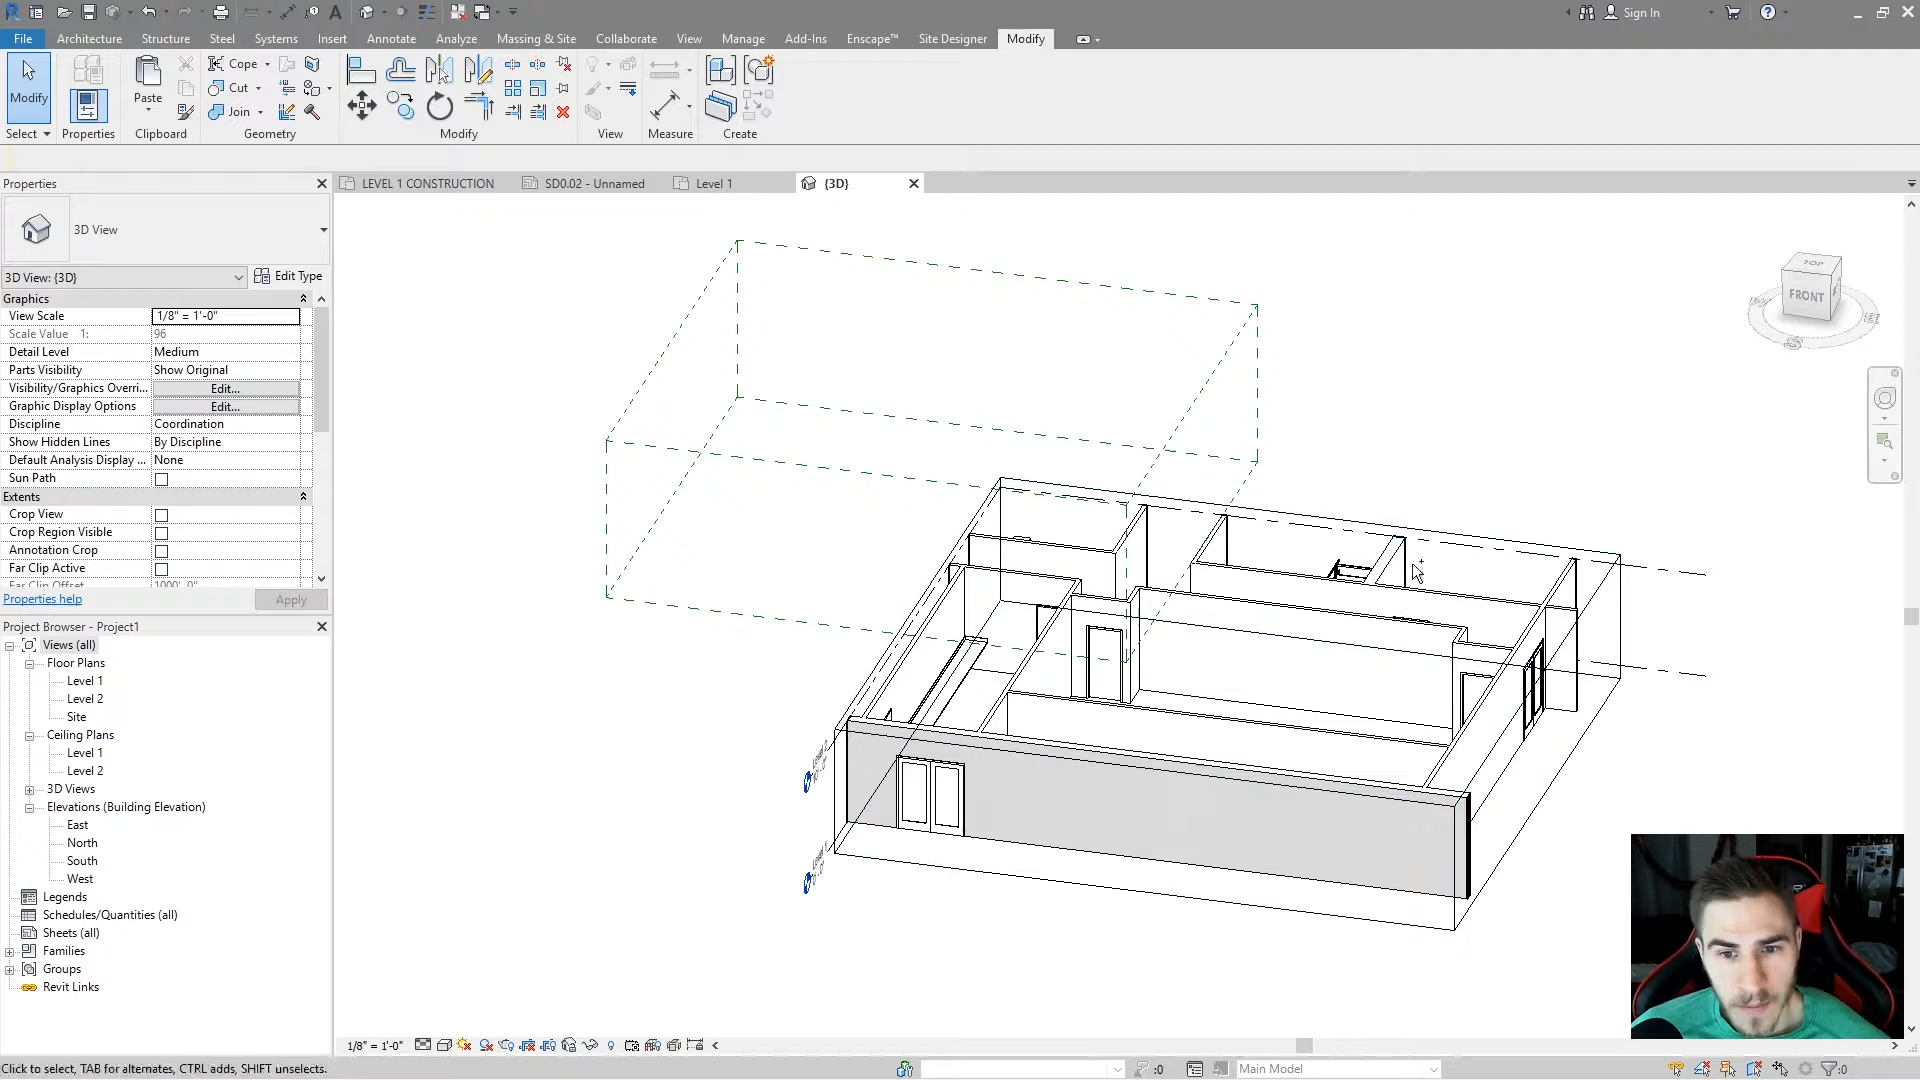 Sign In
File
Architecture
Structure
Steel
Systems
Insert
Annotate
Analyze
Massing & Site
Collaborate
View
Manage
Add-Ins
Enscape™
Site Designer
Modify
Modify
Paste
Cope
Cut
Join
Select
Properties
Clipboard
Geometry
Modify
View
Measure
Create
Properties
LEVEL 1 CONSTRUCTION
SD0.02 - Unnamed
Level 1
{3D}
3D View
3D View: {3D}
Edit Type
Graphics
View Scale 1/8" = 1'-0"
Scale Value 1: 96
Detail Level Medium
Parts Visibility Show Original
Visibility/Graphics Overri... Edit...
Graphic Display Options Edit...
Discipline Coordination
Show Hidden Lines By Discipline
Default Analysis Display ... None
Sun Path
Extents
Crop View
Crop Region Visible
Annotation Crop
Far Clip Active
Far Clip Offset 1000' 0"
Properties help
Apply
Project Browser - Project1
Views (all)
Floor Plans
Level 1
Level 2
Site
Ceiling Plans
Level 1
Level 2
3D Views
Elevations (Building Elevation)
East
North
South
West
Legends
Schedules/Quantities (all)
Sheets (all)
Families
Groups
Revit Links
TOP
FRONT
S
E
1/8" = 1'-0"
Click to select, TAB for alternates, CTRL adds, SHIFT unselects.
:0
Main Model
:0